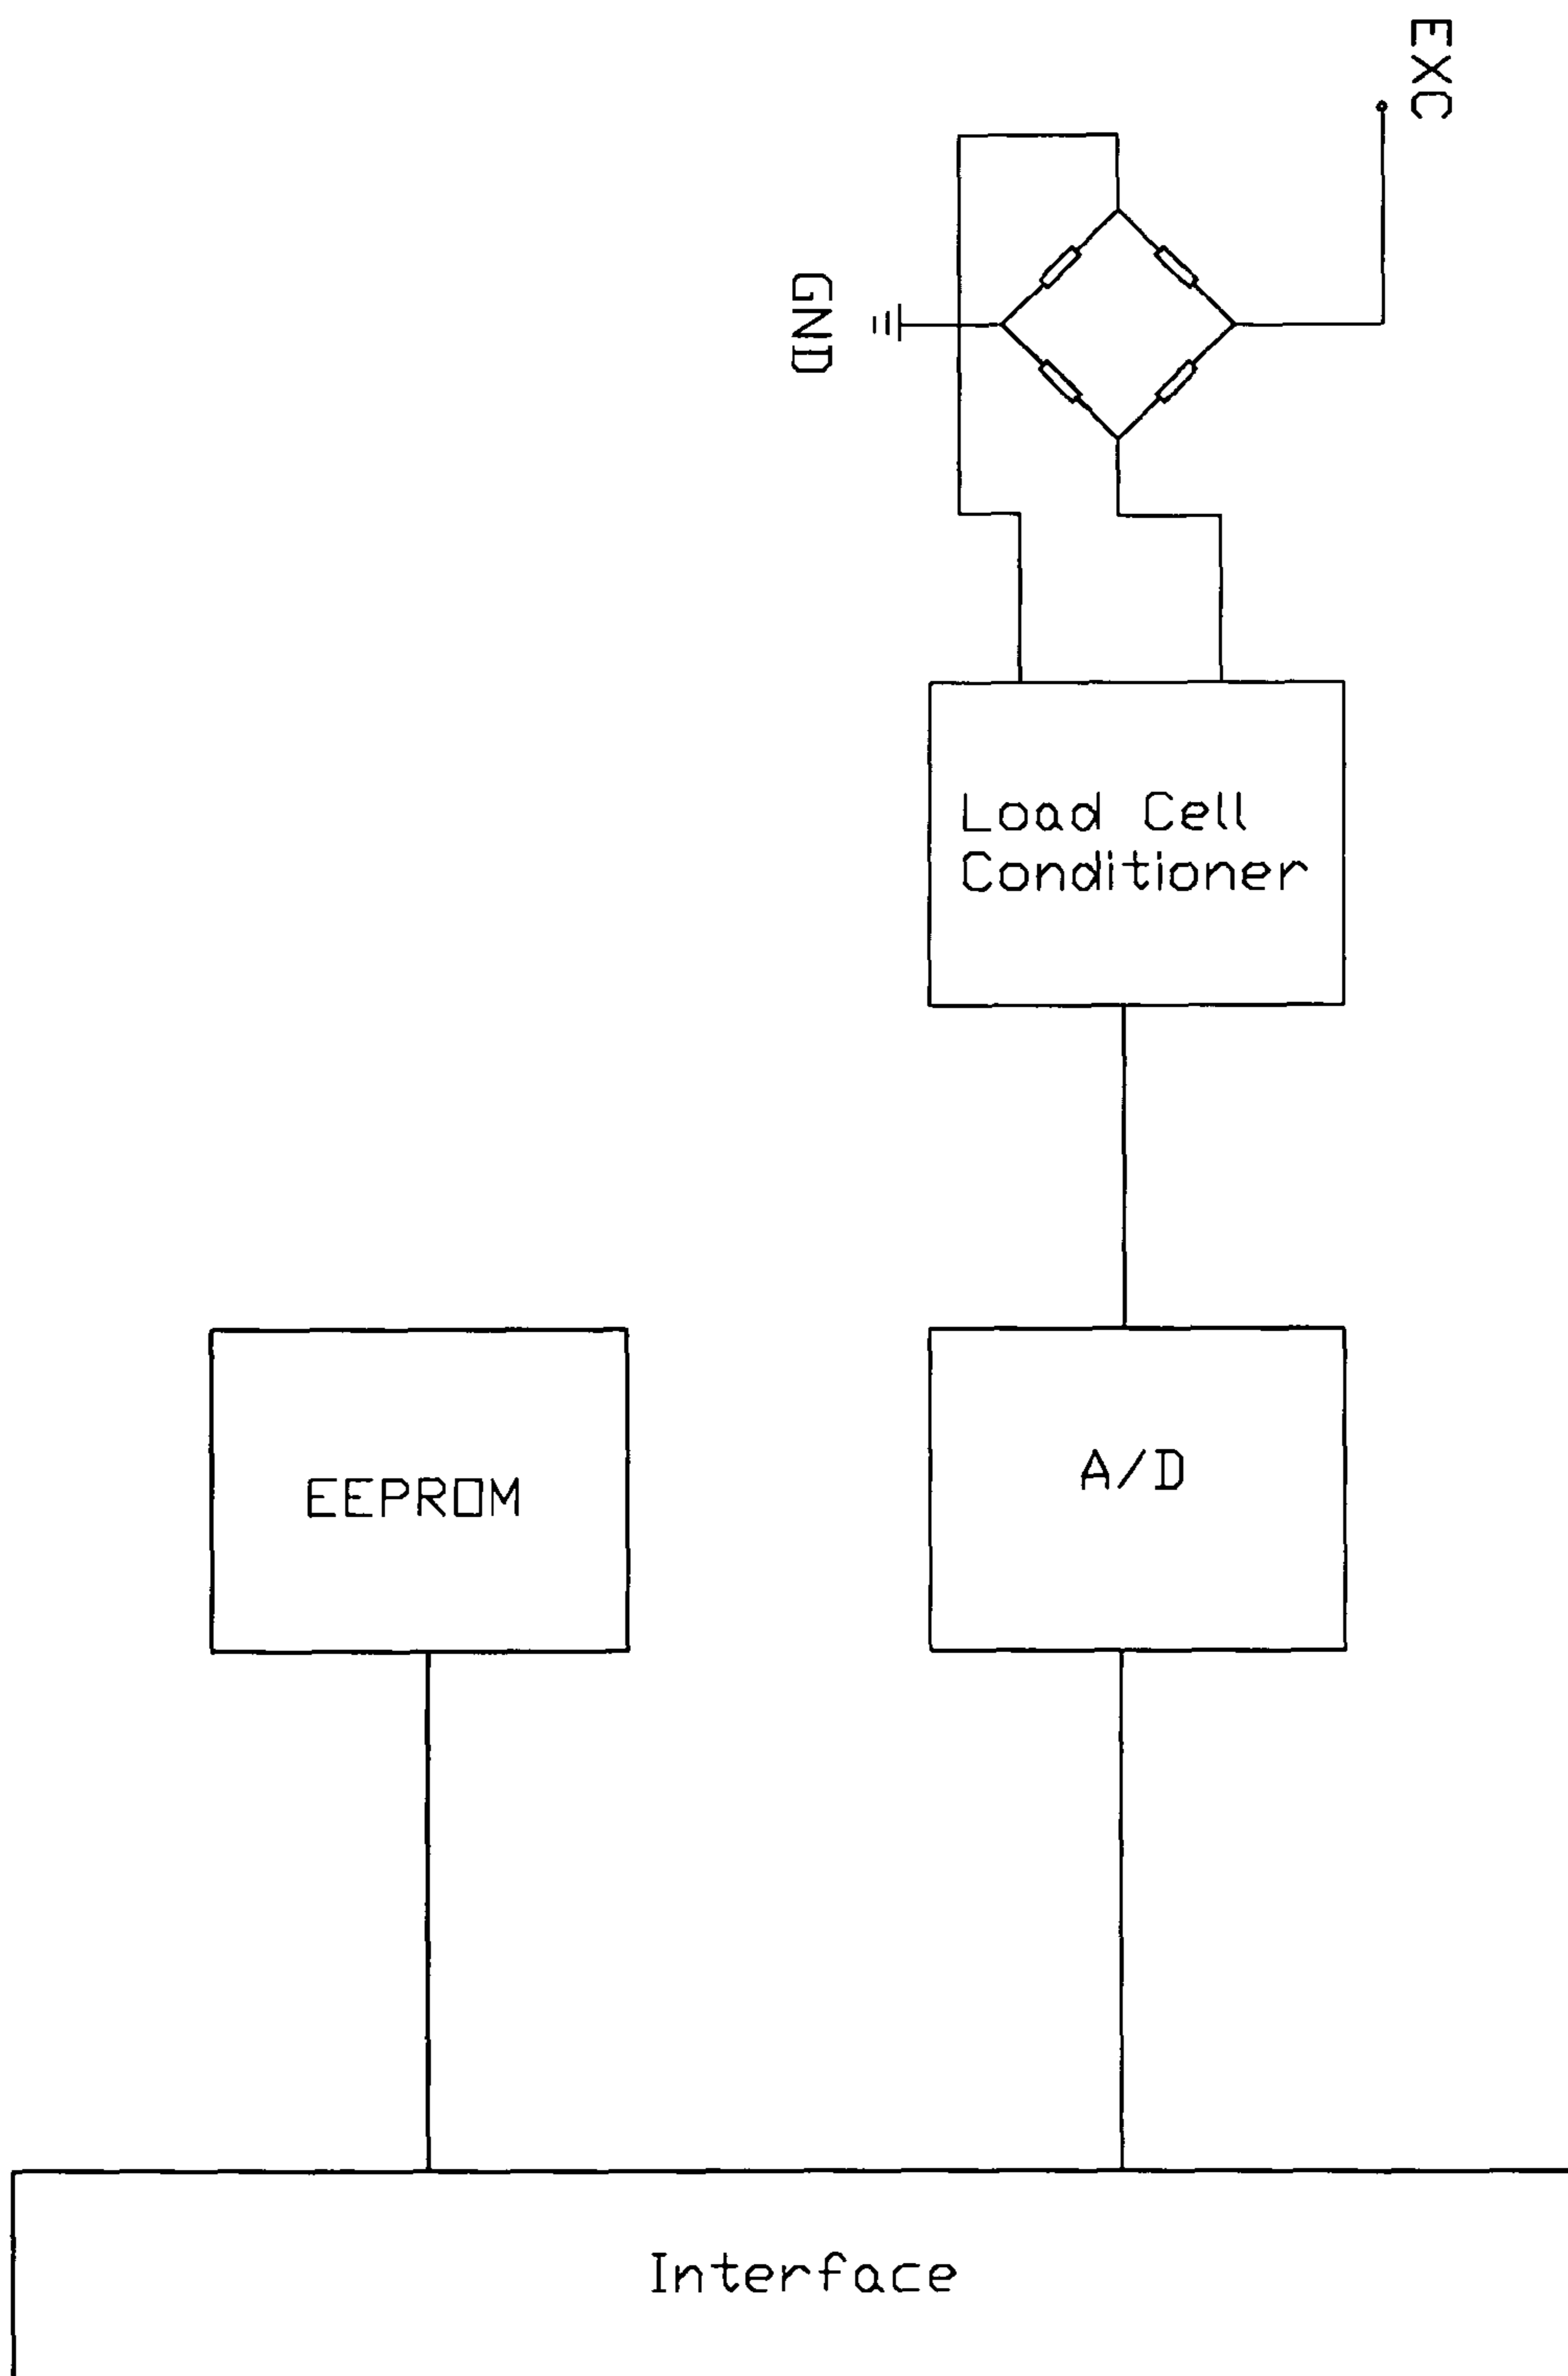 EXC
GND
Load Cell
Conditioner
EEPROM
A/D
Interface